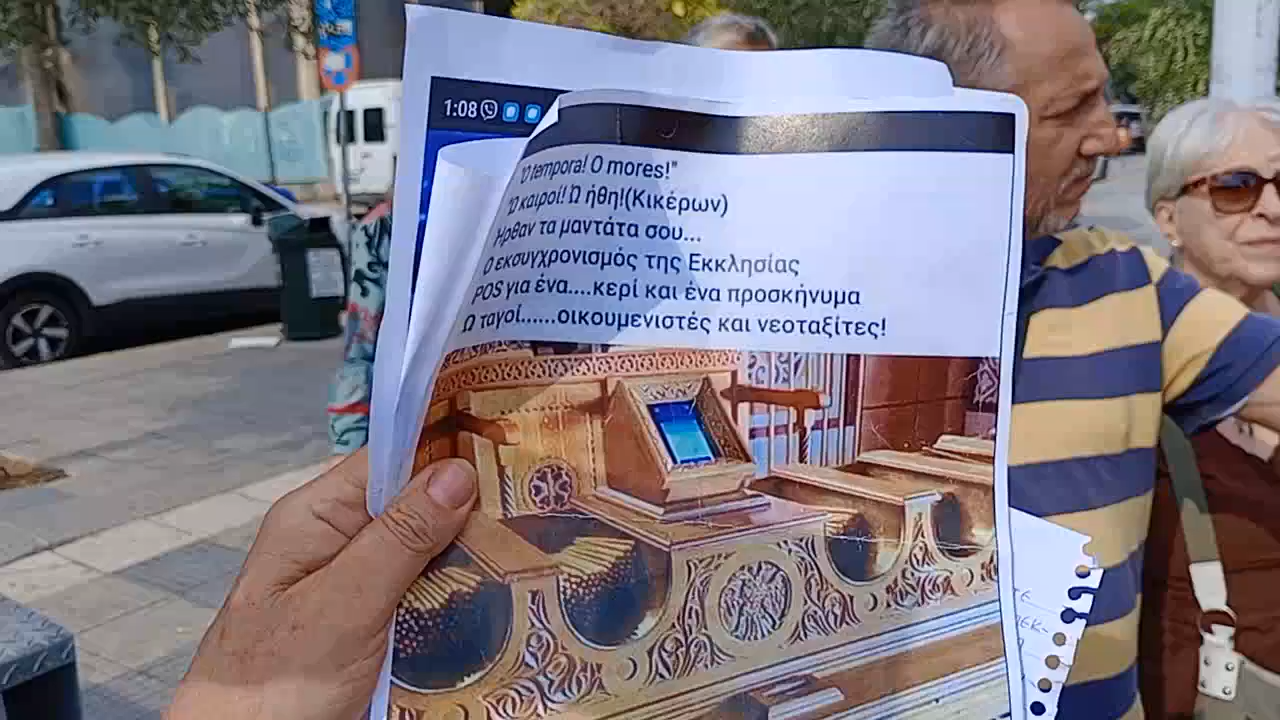 1:08
"Ό tempora! O mores!"
"Ώ καιροί! Ώ ήθη!(Κικέρων)
Ήρθαν τα μαντάτα σου...
Ο εκσυγχρονισμός της Εκκλησίας
POS για ένα....κερί και ένα προσκήνυμα
Ω ταγοί......οικουμενιστές και νεοταξίτες!